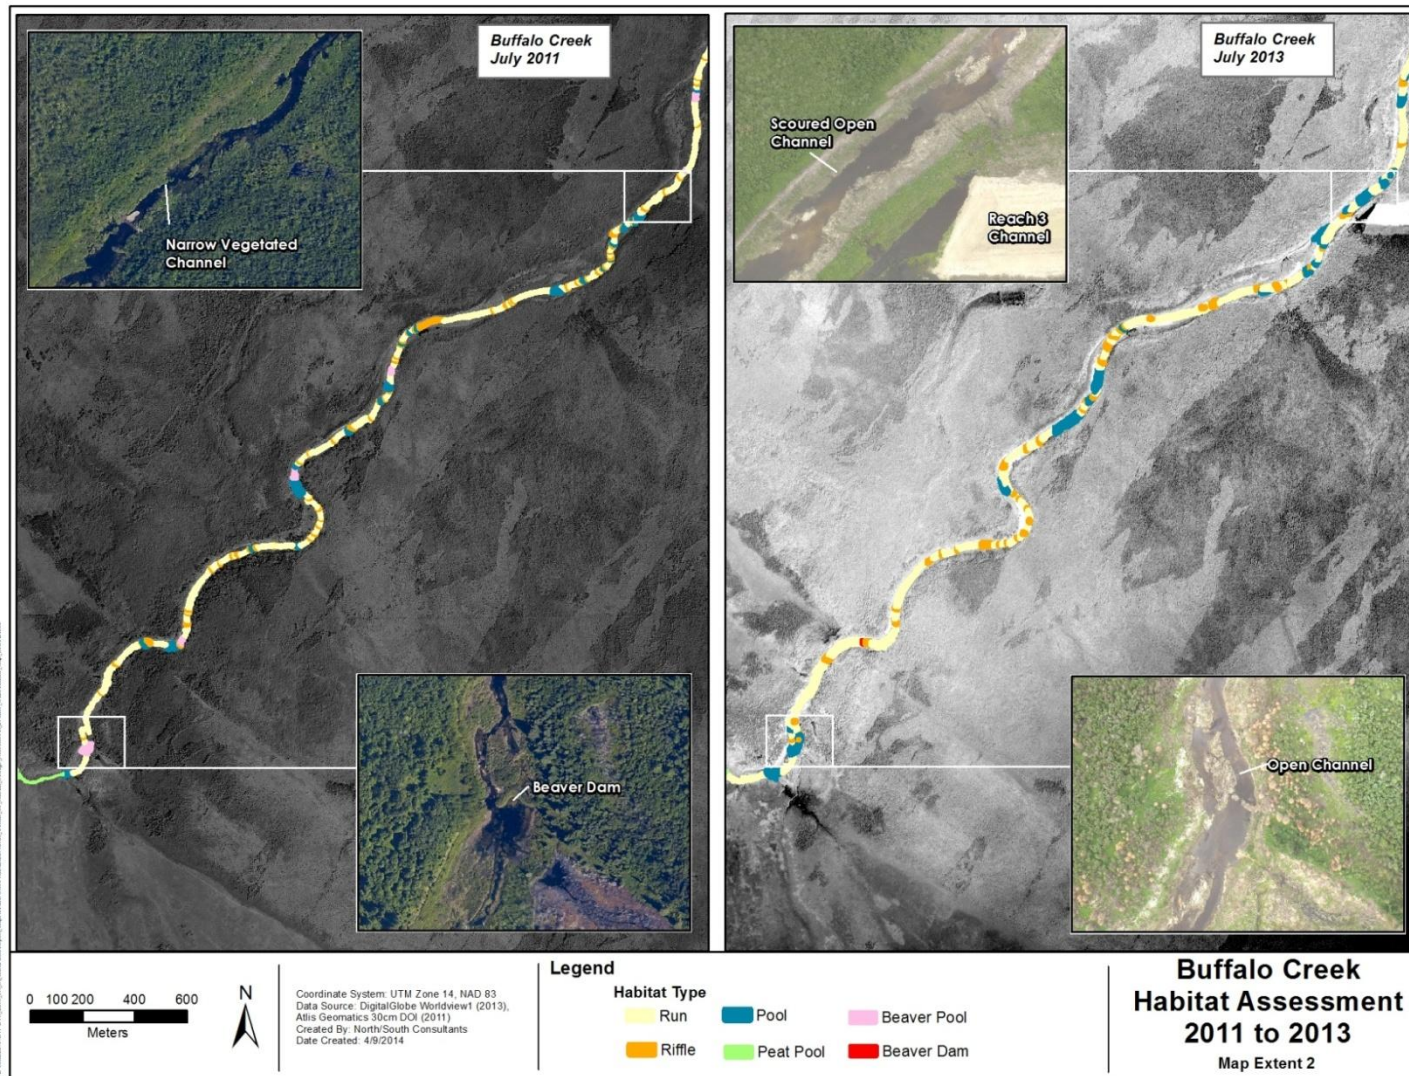 Buffalo Creek
July 2011
Narrow Vegetated
Channel
Beaver Dam
Buffalo Creek
July 2013
Scoured Open
Channel
Reach 3
Channel
Open Channel
0 100 200 400 600
Meters
N
Coordinate System: UTM Zone 14, NAD 83
Data Source: DigitalGlobe Worldview1 (2013),
Atlis Geomatics 30cm DOI (2011)
Created By: North/South Consultants
Date Created: 4/9/2014
Legend
Habitat Type
Run
Pool
Beaver Pool
Riffle
Peat Pool
Beaver Dam
Buffalo Creek
Habitat Assessment
2011 to 2013
Map Extent 2